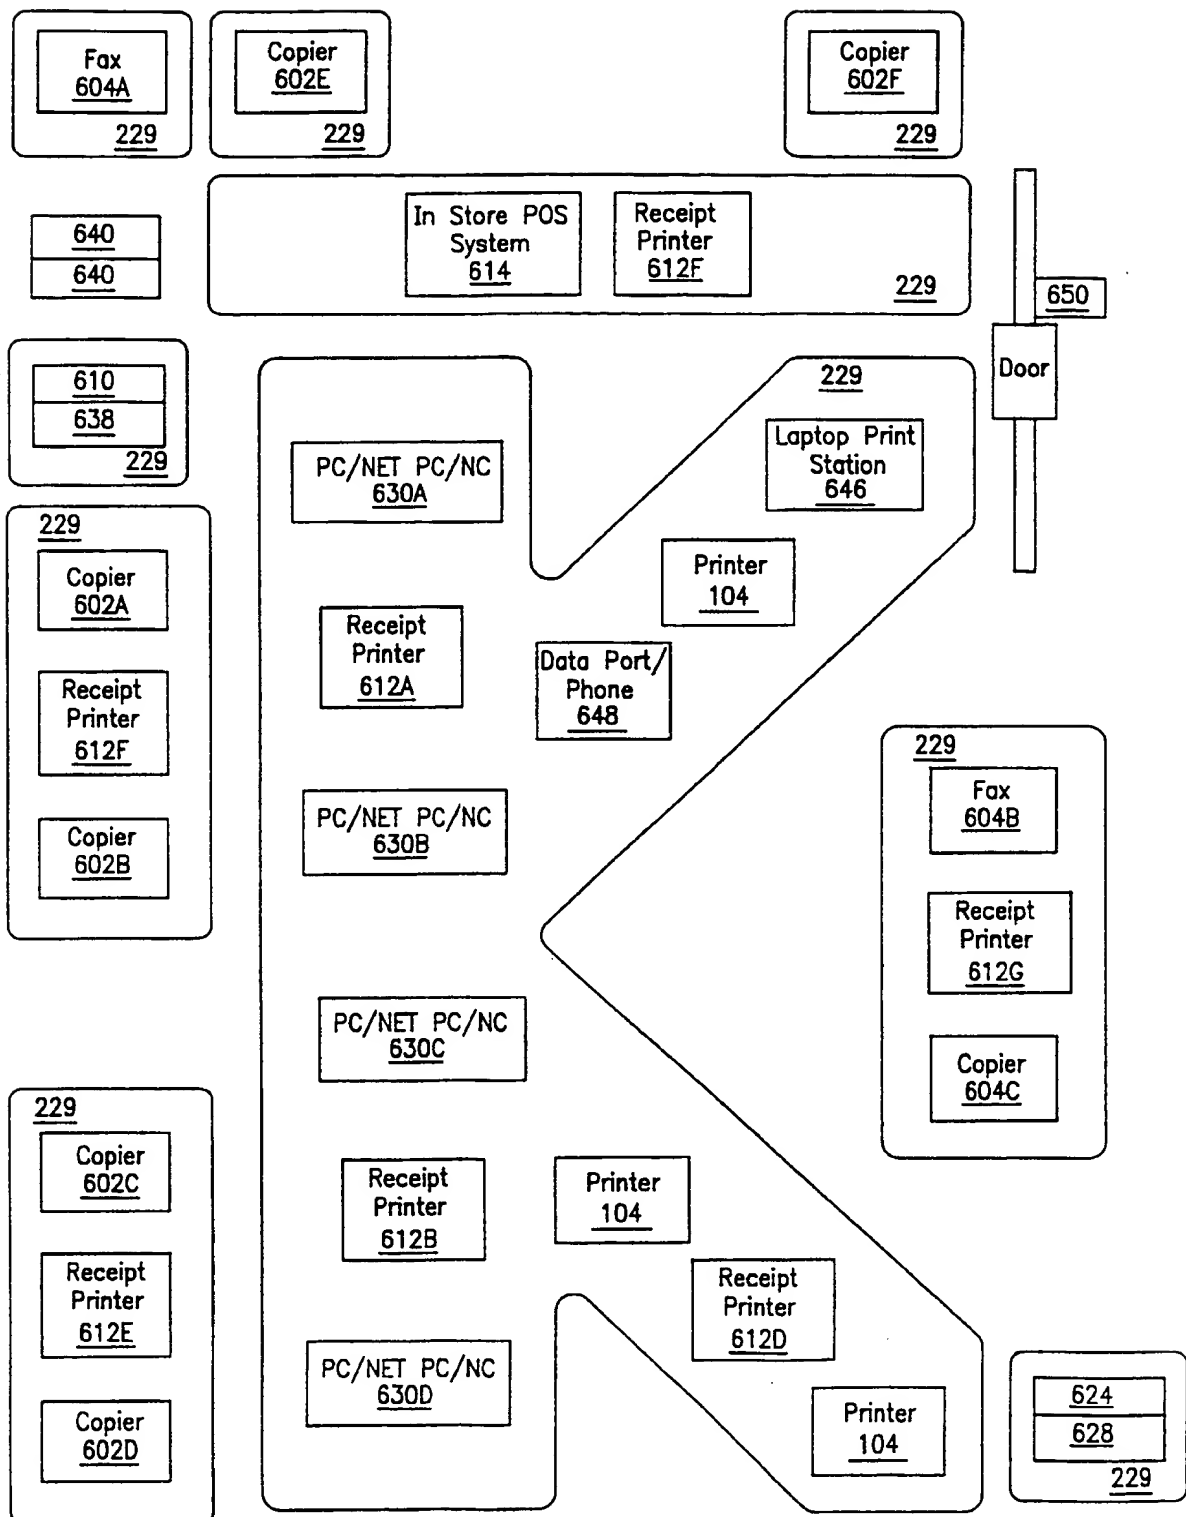 Fax
604A
229
Copier
602E
229
Copier
602F
229
640
640
In Store POS
System
614
Receipt
Printer
612F
229
650
Door
610
638
229
229
Copier
602A
Receipt
Printer
612F
Copier
602B
229
Copier
602C
Receipt
Printer
612E
Copier
602D
PC/NET PC/NC
630A
Receipt
Printer
612A
PC/NET PC/NC
630B
PC/NET PC/NC
630C
Receipt
Printer
612B
PC/NET PC/NC
630D
229
Laptop Print
Station
646
Printer
104
Data Port/
Phone
648
Printer
104
Receipt
Printer
612D
Printer
104
229
Fax
604B
Receipt
Printer
612G
Copier
604C
624
628
229